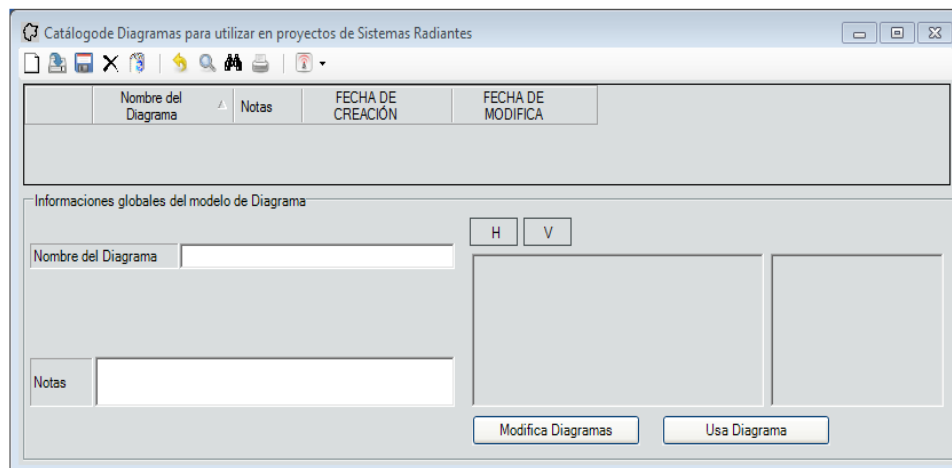 Catálogode Diagramas para utilizar en proyectos de Sistemas Radiantes
Nombre del
Diagrama
Notas
FECHA DE
CREACIÓN
FECHA DE
MODIFICA
Informaciones globales del modelo de Diagrama
H
V
Nombre del Diagrama
Notas
Modifica Diagramas
Usa Diagrama